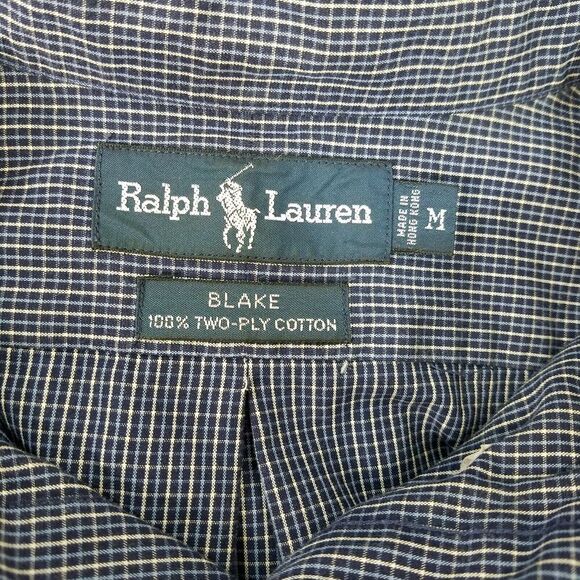 Ralph Lauren
MADE IN
HONG KONG
M
BLAKE
100% TWO-PLY COTTON